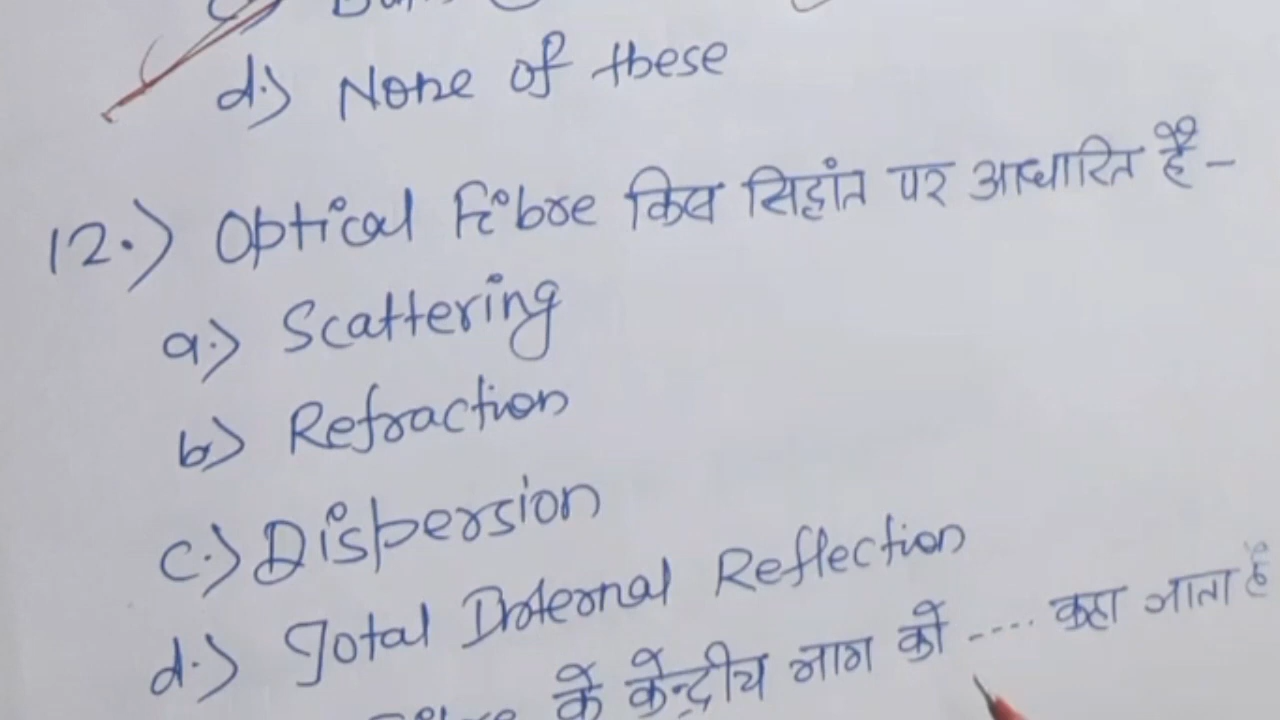 d.) None of these
12.) Optical Fibre किस सिद्धांत पर आधारित है -
a.) Scattering
b) Refraction
c.) Dispersion
d.) Total Internal Reflection
के केन्द्रीय भाग को .... कहा जाता है